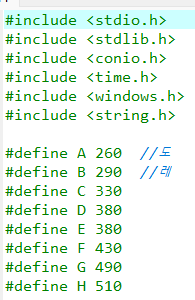 #include <stdio.h>
#include <stdlib.h>
#include <conio.h>
#include <time.h>
#include <windows.h>
#include <string.h>
#define A 260 //도
#define B 290 //레
#define C 330
#define D 380
#define E 380
#define F 430
#define G 490
#define H 510